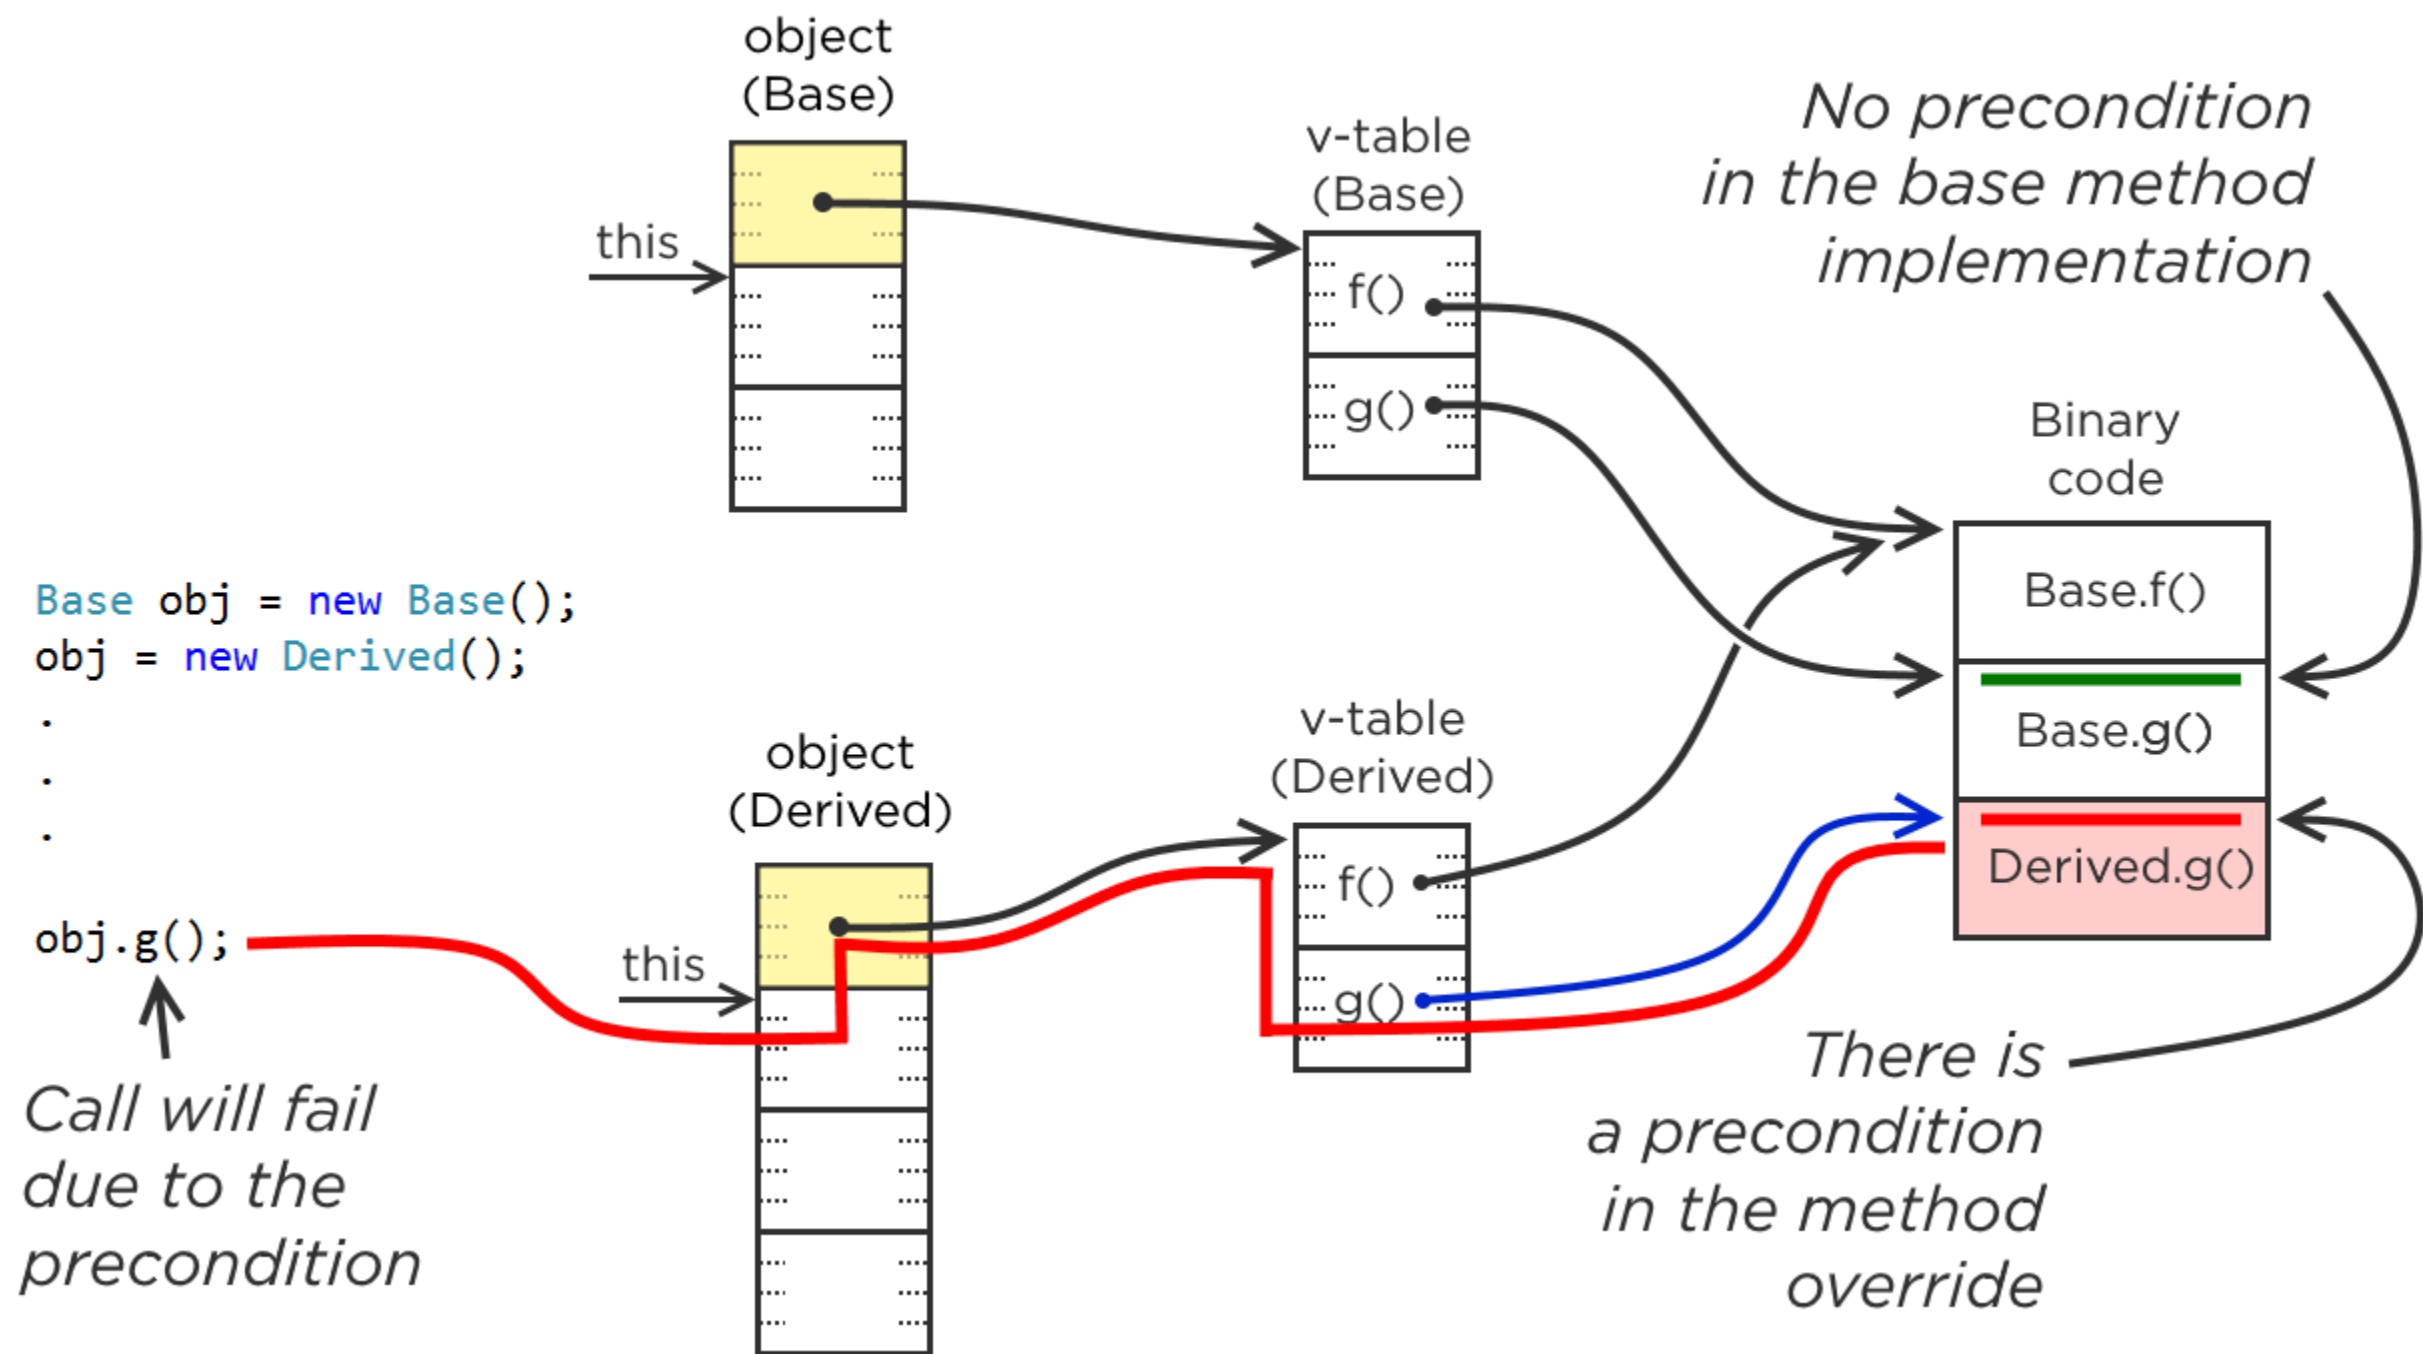 object
(Base)
v-table
(Base)
No precondition
in the base method
implementation
this
f()
g()
Binary
code
Base.f()
Base.g()
Derived.g()
Base obj = new Base();
obj = new Derived();
.
.
.
obj.g();
Call will fail
due to the
precondition
object
(Derived)
this
v-table
(Derived)
f()
g()
There is
a precondition
in the method
override